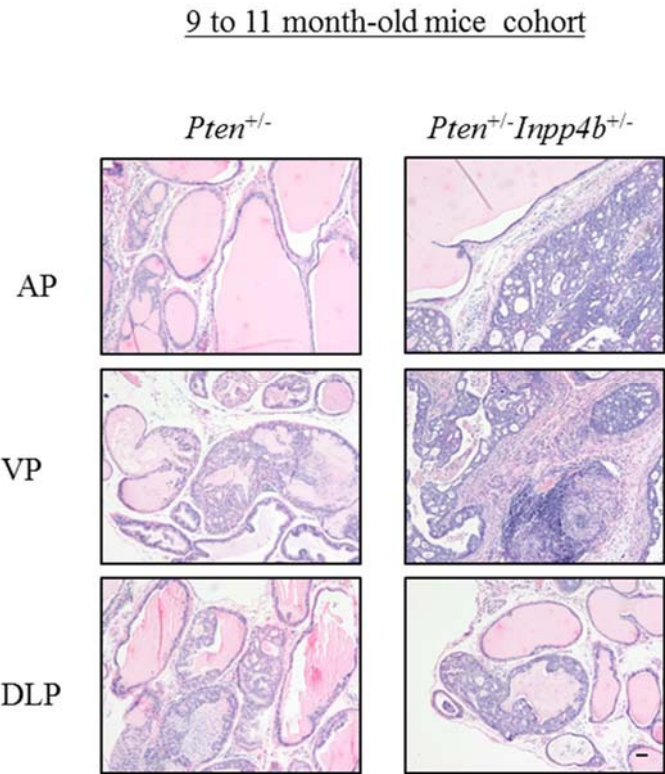 9 to 11 month-old mice cohort
Pten+/-
Pten+/-Inpp4b+/-
AP
VP
DLP